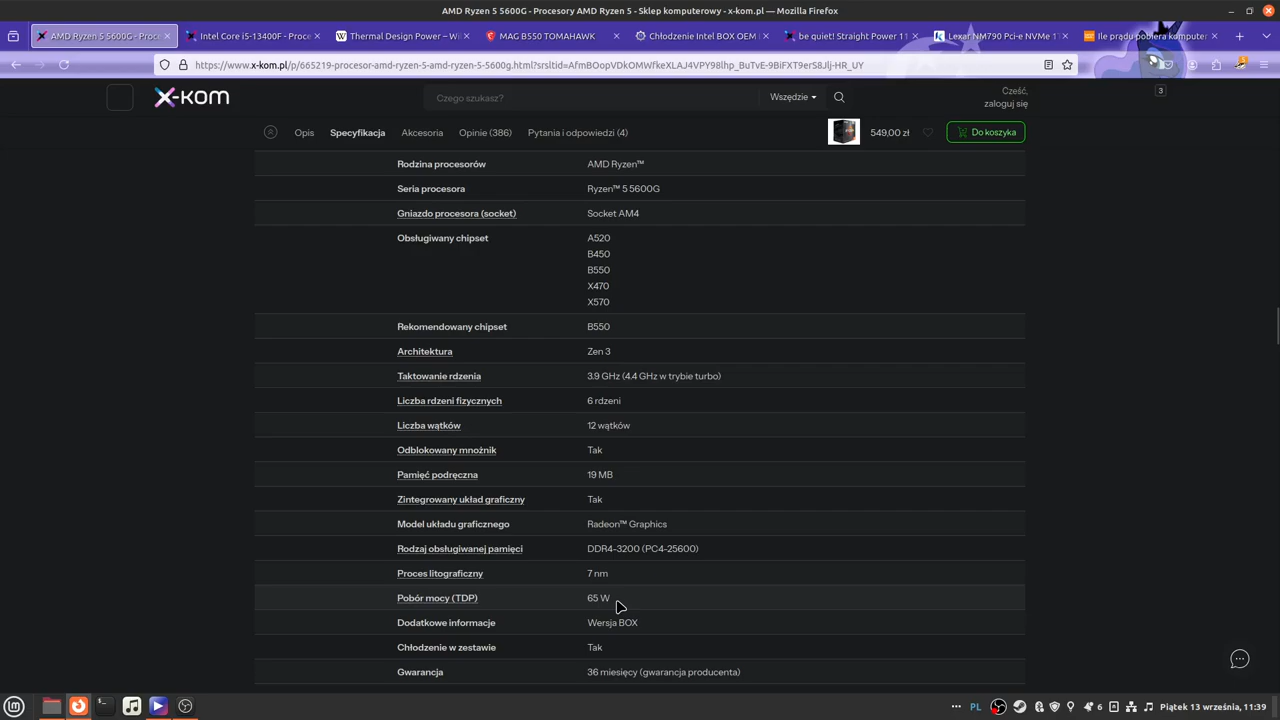 AMD Ryzen 5 5600G - Procesory AMD Ryzen 5 - Sklep komputerowy - x-kom.pl — Mozilla Firefox
AMD Ryzen 5 5600G - Proce
Intel Core i5-13400F - Proce
Thermal Design Power – Wi
MAG B550 TOMAHAWK
Chłodzenie Intel BOX OEM
be quiet! Straight Power 11
Lexar NM790 Pci-e NVMe 1
Ile prądu pobiera komputer
https://www.x-kom.pl/p/665219-procesor-amd-ryzen-5-amd-ryzen-5-5600g.html?srsltid=AfmBOopVDkOMWfkeXLAJ4VPY98lhp_BuTvE-9BiFXT9erS8Jlj-HR_UY
x-kom
Czego szukasz?
Wszędzie
Cześć,
zaloguj się
3
Opis
Specyfikacja
Akcesoria
Opinie (386)
Pytania i odpowiedzi (4)
549,00 zł
Do koszyka
Rodzina procesorów AMD Ryzen™
Seria procesora Ryzen™ 5 5600G
Gniazdo procesora (socket) Socket AM4
Obsługiwany chipset A520
B450
B550
X470
X570
Rekomendowany chipset B550
Architektura Zen 3
Taktowanie rdzenia 3.9 GHz (4.4 GHz w trybie turbo)
Liczba rdzeni fizycznych 6 rdzeni
Liczba wątków 12 wątków
Odblokowany mnożnik Tak
Pamięć podręczna 19 MB
Zintegrowany układ graficzny Tak
Model układu graficznego Radeon™ Graphics
Rodzaj obsługiwanej pamięci DDR4-3200 (PC4-25600)
Proces litograficzny 7 nm
Pobór mocy (TDP) 65 W
Dodatkowe informacje Wersja BOX
Chłodzenie w zestawie Tak
Gwarancja 36 miesięcy (gwarancja producenta)
PL
6
Piątek 13 września, 11:39